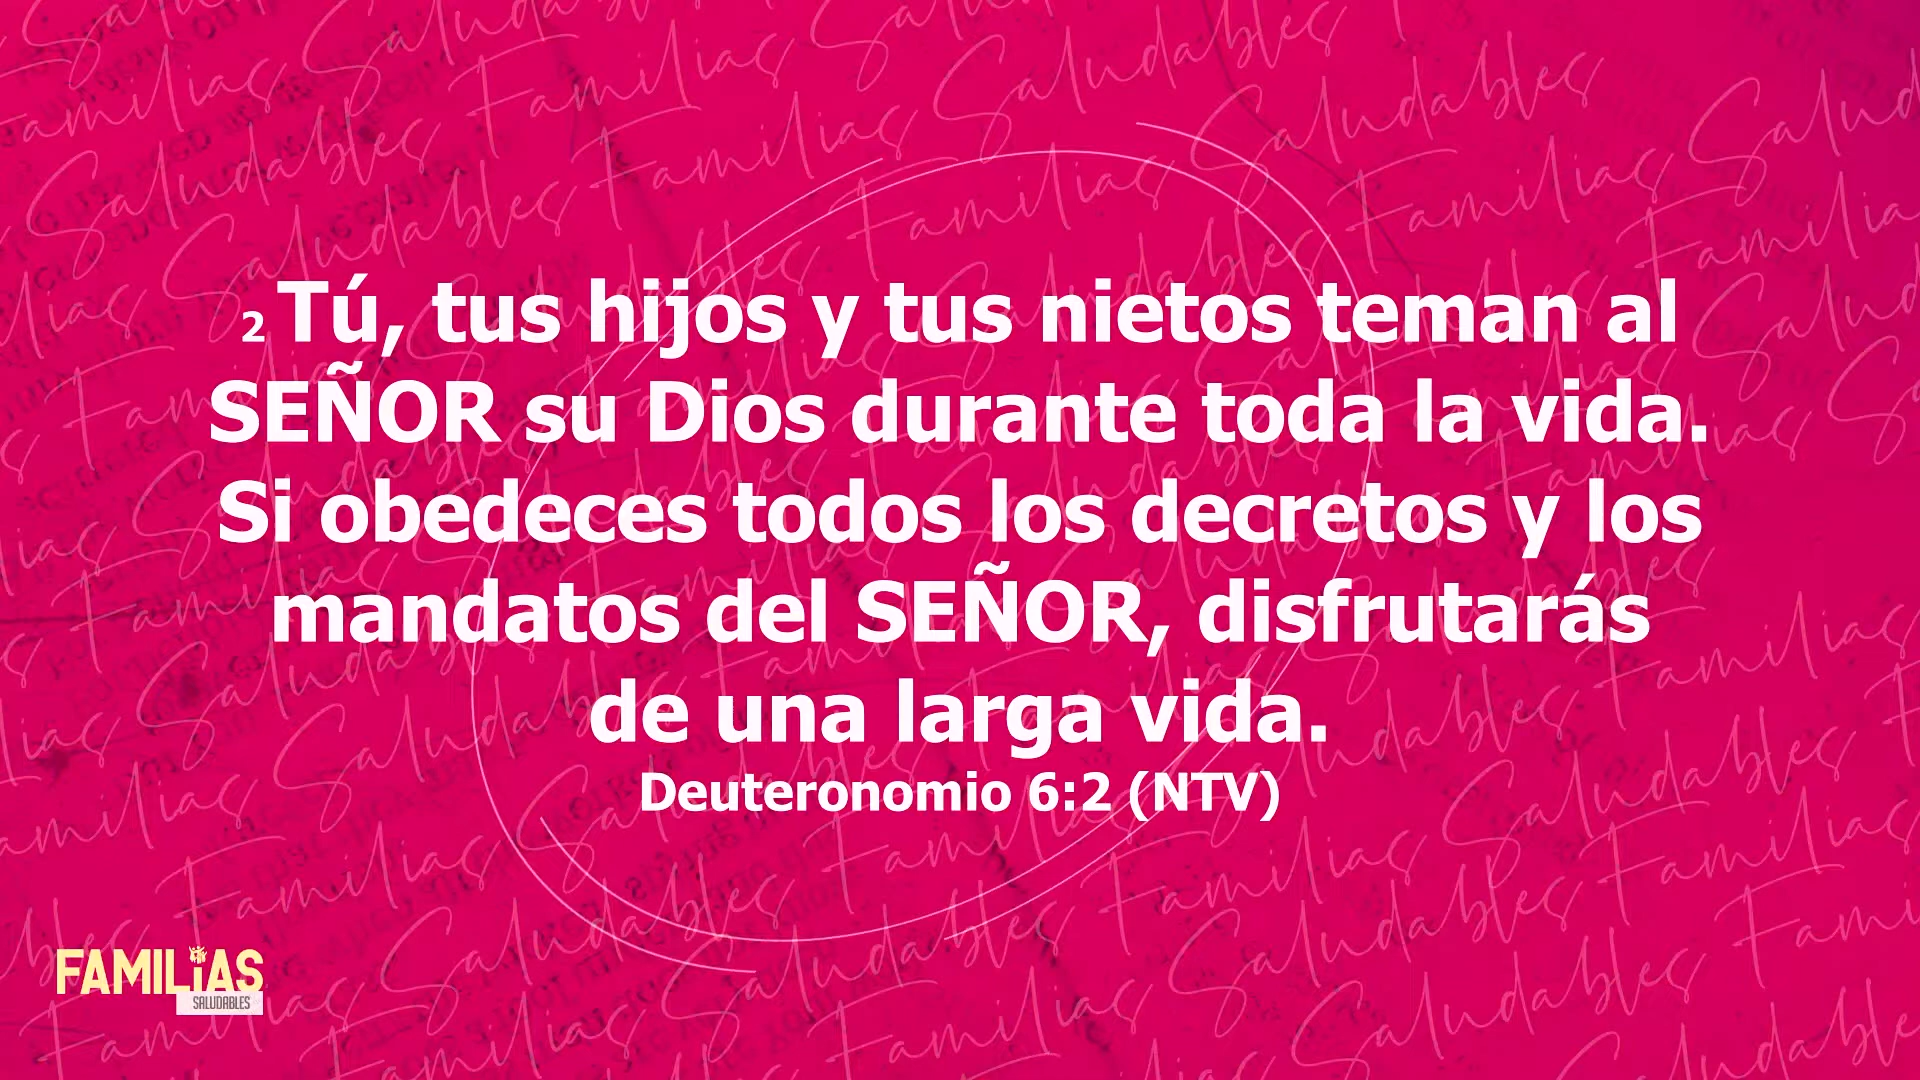 2 Tú, tus hijos y tus nietos teman al
SEÑOR su Dios durante toda la vida.
Si obedeces todos los decretos y los
mandatos del SEÑOR, disfrutarás
de una larga vida.
Deuteronomio 6:2 (NTV)
FAMILIAS
SALUDABLES